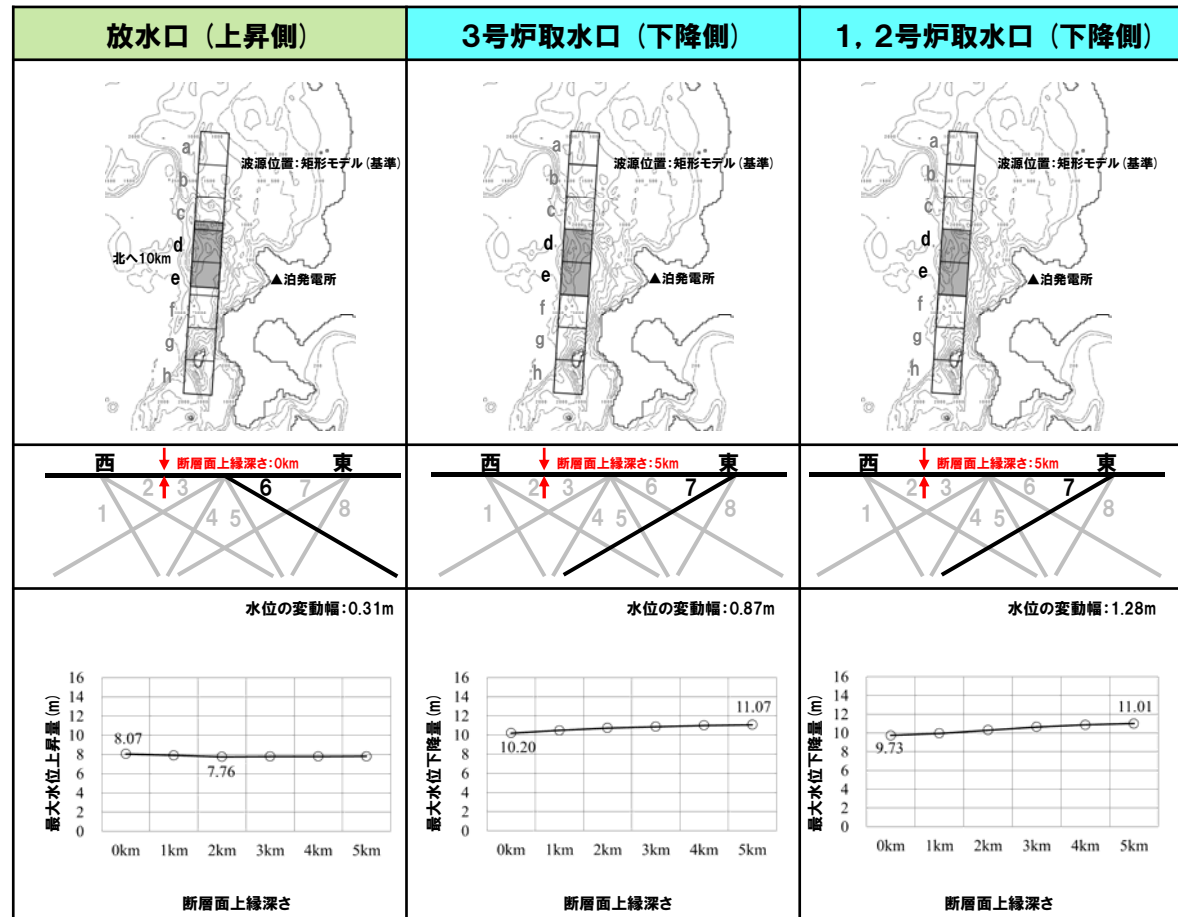 放水口（上昇側）
3号炉取水口（下降側）
1，2号炉取水口（下降側）
波源位置：矩形モデル（基準）
a
b
c
d
北へ10km
e
▲泊発電所
f
g
h
波源位置：矩形モデル（基準）
a
b
c
d
e
▲泊発電所
f
g
h
波源位置：矩形モデル（基準）
a
b
c
d
e
▲泊発電所
f
g
h
西
断層面上縁深さ：0km
東
1
2
3
4
5
6
7
8
西
断層面上縁深さ：5km
東
1
2
3
4
5
6
7
8
西
断層面上縁深さ：5km
東
1
2
3
4
5
6
7
8
水位の変動幅：0.31m
最大水位上昇量（m）
16
14
12
10
8
6
4
2
0
8.07
7.76
0km 1km 2km 3km 4km 5km
断層面上縁深さ
水位の変動幅：0.87m
最大水位下降量（m）
16
14
12
10
8
6
4
2
0
10.20
11.07
0km 1km 2km 3km 4km 5km
断層面上縁深さ
水位の変動幅：1.28m
最大水位下降量（m）
16
14
12
10
8
6
4
2
0
9.73
11.01
0km 1km 2km 3km 4km 5km
断層面上縁深さ